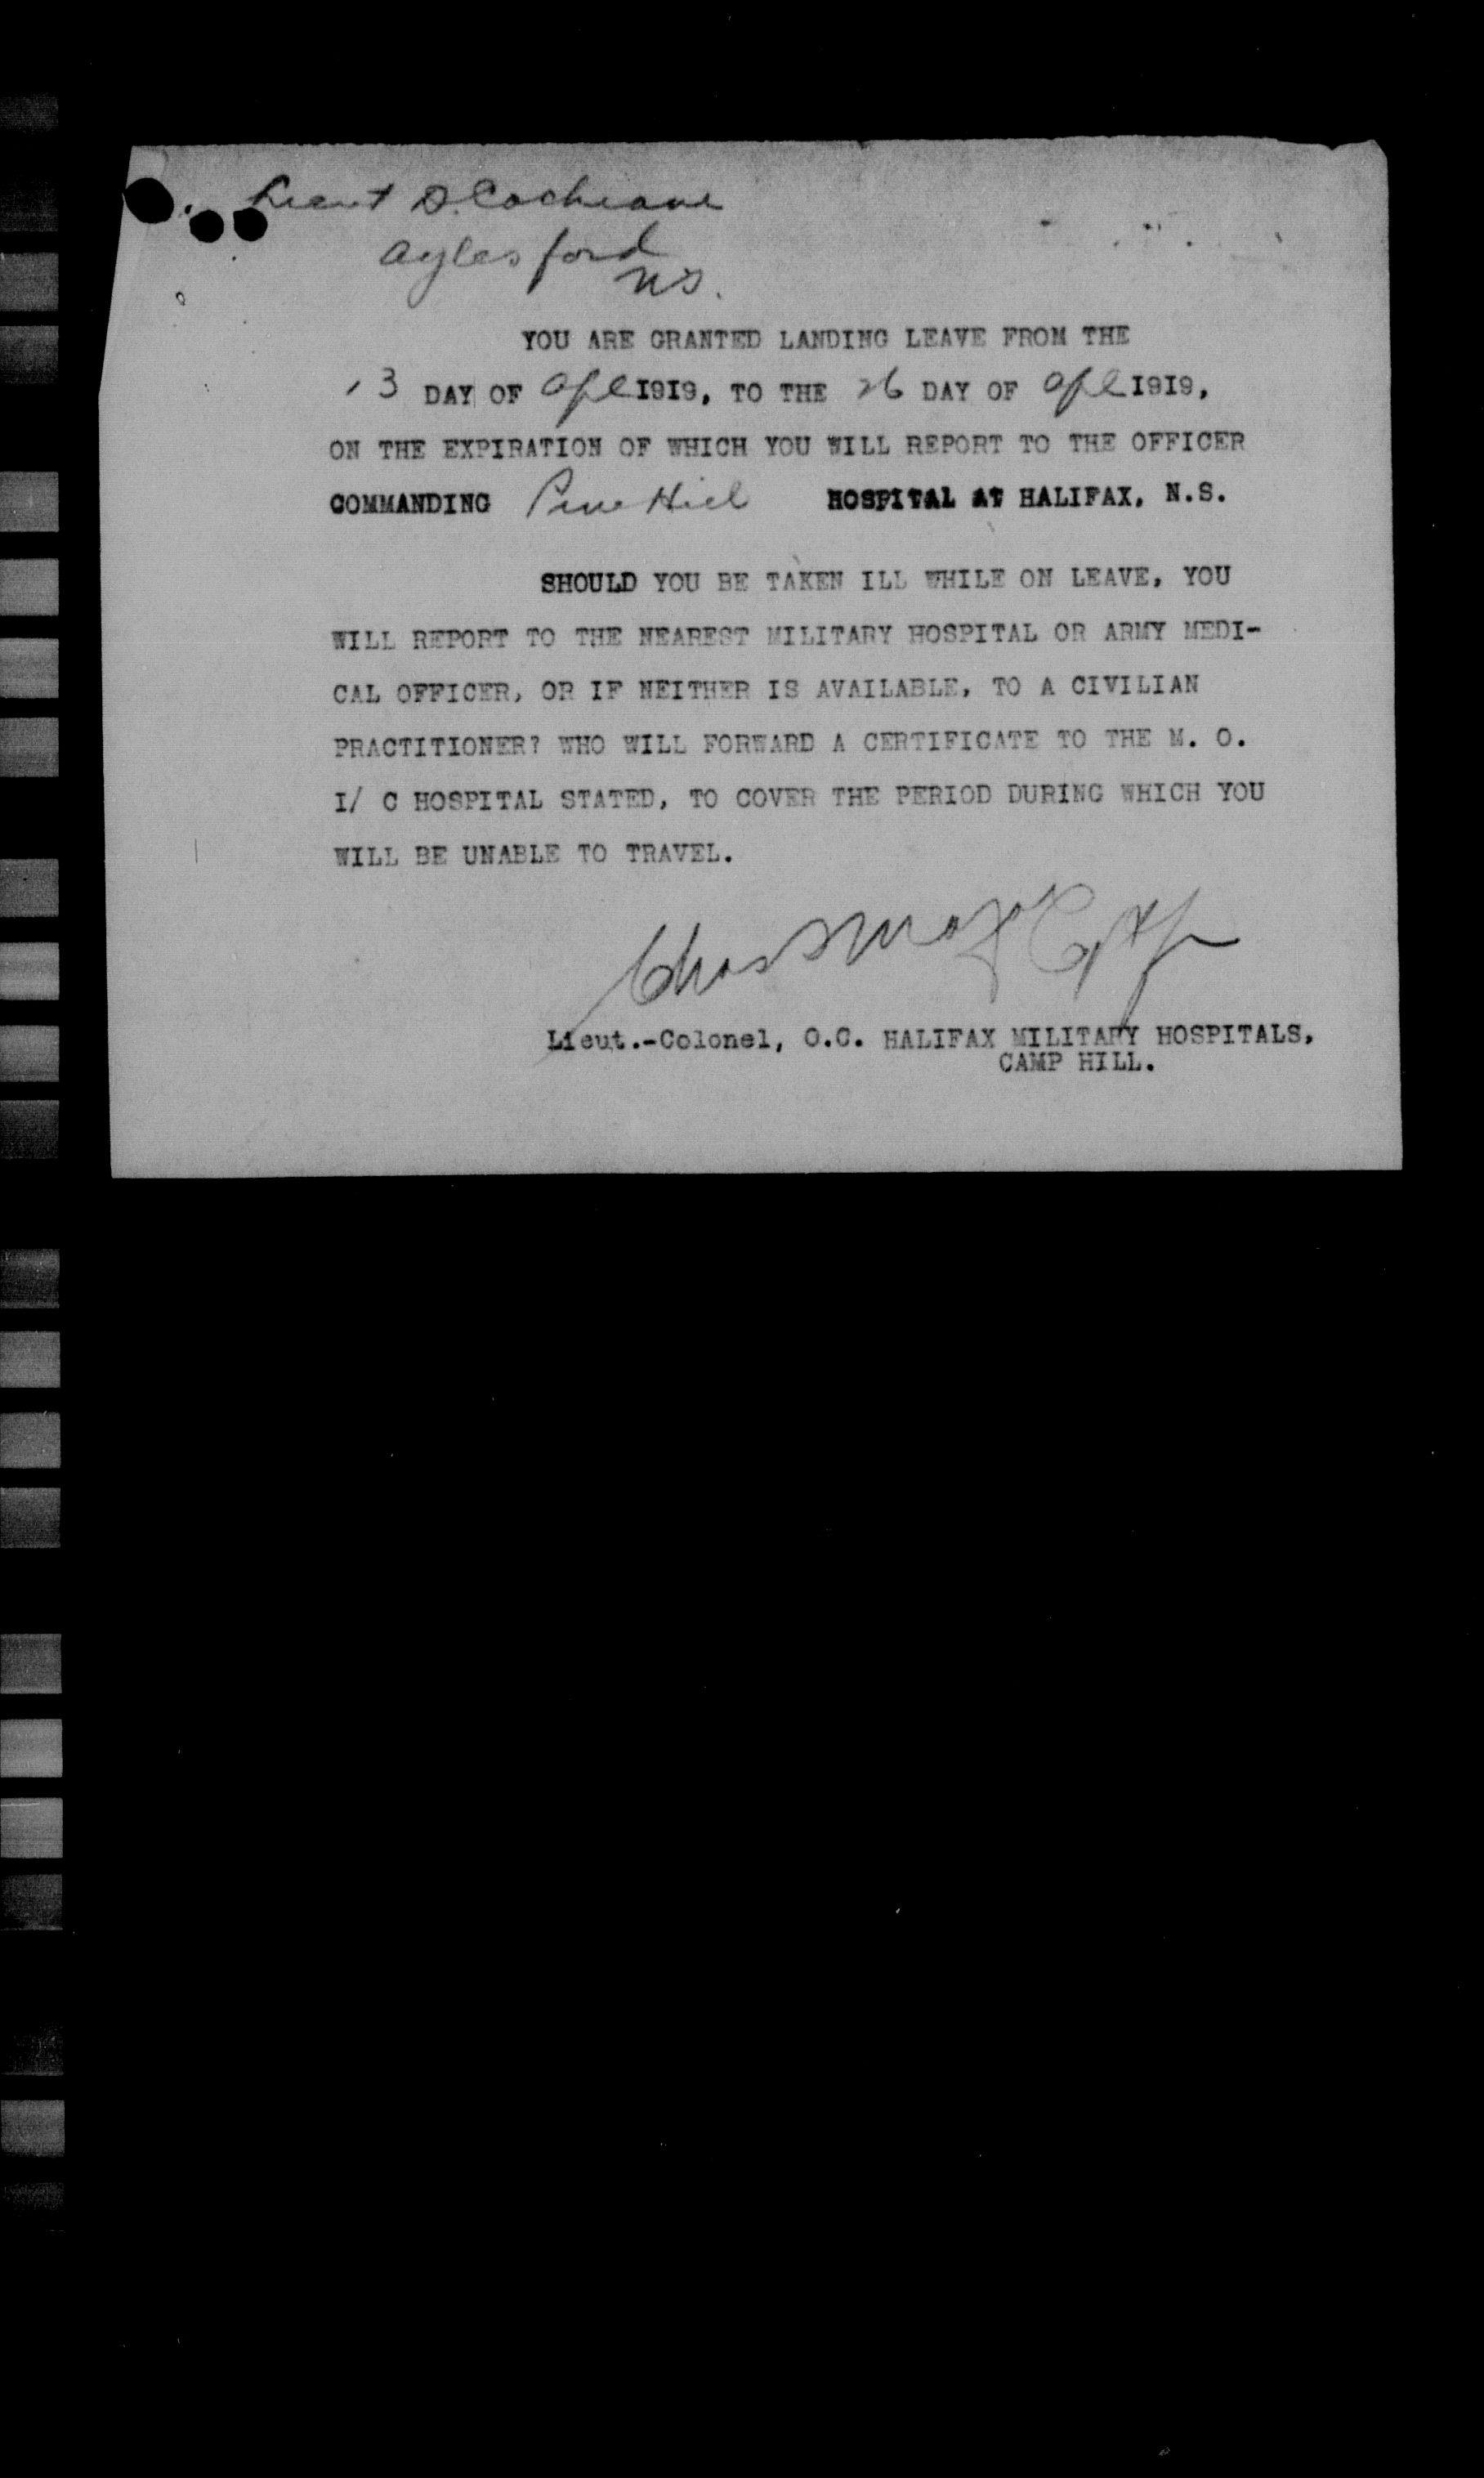 Lieut D. Cochrane
Aylesford
N.S.
YOU ARE GRANTED LANDING LEAVE FROM THE
13 DAY OF Apl 1919, TO THE 26 DAY OF Apl 1919,
ON THE EXPIRATION OF WHICH YOU WILL REPORT TO THE OFFICER
COMMANDING Pine Hill HOSPITAL AT HALIFAX, N.S.
SHOULD YOU BE TAKEN ILL WHILE ON LEAVE, YOU
WILL REPORT TO THE NEAREST MILITARY HOSPITAL OR ARMY MEDI-
CAL OFFICER, OR IF NEITHER IS AVAILABLE, TO A CIVILIAN
PRACTITIONER? WHO WILL FORWARD A CERTIFICATE TO THE M. O.
I/ C HOSPITAL STATED, TO COVER THE PERIOD DURING WHICH YOU
WILL BE UNABLE TO TRAVEL.
Lieut.-Colonel, O.C. HALIFAX MILITARY HOSPITALS,
CAMP HILL.